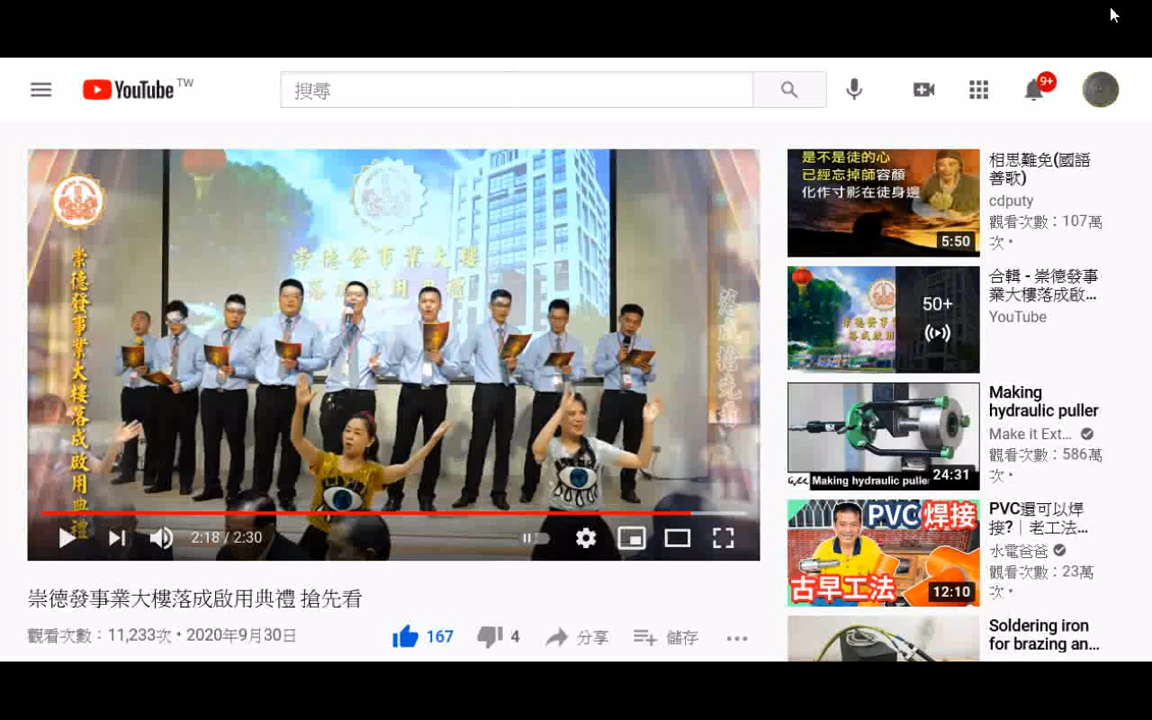 YouTube TW
搜尋
9+
崇德發事業大樓落成啟用典禮
崇德發事業大樓
落成啟用典禮
落成搶先看
2:18 / 2:30
崇德發事業大樓落成啟用典禮 搶先看
觀看次數：11,233次 • 2020年9月30日
167
4
分享
儲存
是不是徒的心
已經忘掉師容顏
化作寸影在徒身邊
5:50
相思難免(國語
善歌)
cdputy
觀看次數：107萬
次 •
50+
合輯 - 崇德發事
業大樓落成啟...
YouTube
Making hydraulic pulle
24:31
Making
hydraulic puller
Make it Ext...
觀看次數：586萬
次 •
PVC焊接
古早工法
12:10
PVC還可以焊
接?｜老工法...
水電爸爸
觀看次數：23萬
次 •
Soldering iron
for brazing an...